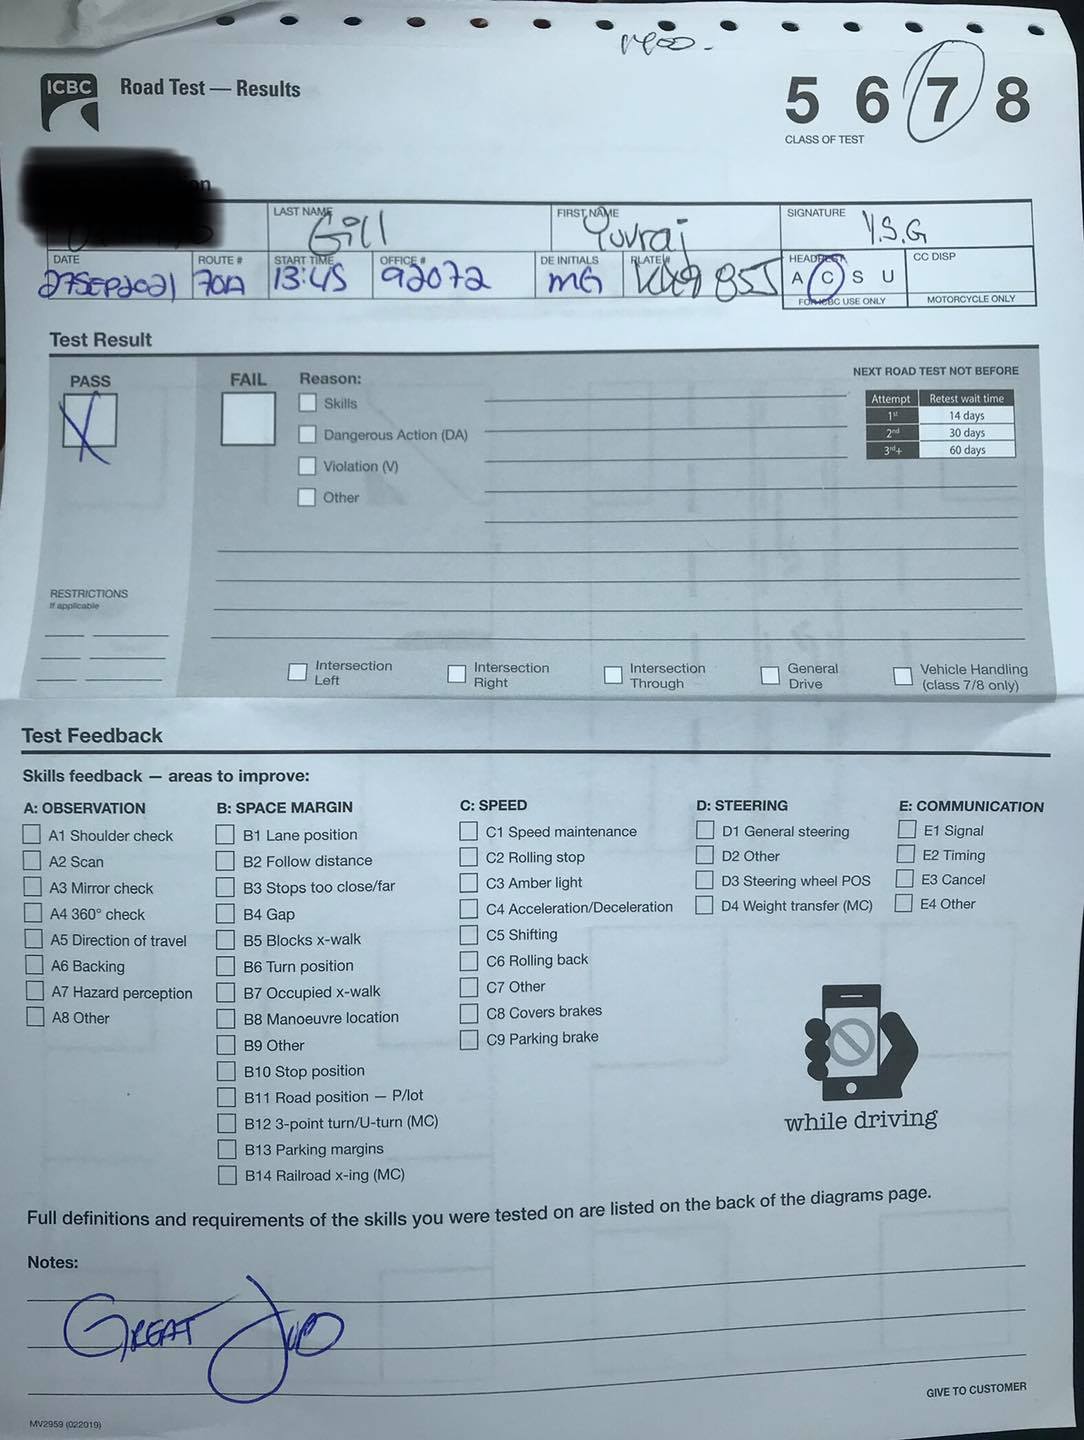 ICBC Road Test — Results
5 6 7 8
CLASS OF TEST
LAST NAME Gill FIRST NAME Yuvraj SIGNATURE Y.S.G
DATE ROUTE # START TIME OFFICE # DE INITIALS PLATE # HEADREST CC DISP
27SEP2021 70A 13:45 92072 MG 855 A C S U
FOR ICBC USE ONLY MOTORCYCLE ONLY
Test Result
PASS FAIL Reason: NEXT ROAD TEST NOT BEFORE
X
Skills
Dangerous Action (DA)
Violation (V)
Other
Attempt Retest wait time
1st 14 days
2nd 30 days
3rd+ 60 days
RESTRICTIONS
If applicable
Intersection Left
Intersection Right
Intersection Through
General Drive
Vehicle Handling (class 7/8 only)
Test Feedback
Skills feedback — areas to improve:
A: OBSERVATION
A1 Shoulder check
A2 Scan
A3 Mirror check
A4 360° check
A5 Direction of travel
A6 Backing
A7 Hazard perception
A8 Other
B: SPACE MARGIN
B1 Lane position
B2 Follow distance
B3 Stops too close/far
B4 Gap
B5 Blocks x-walk
B6 Turn position
B7 Occupied x-walk
B8 Manoeuvre location
B9 Other
B10 Stop position
B11 Road position — P/lot
B12 3-point turn/U-turn (MC)
B13 Parking margins
B14 Railroad x-ing (MC)
C: SPEED
C1 Speed maintenance
C2 Rolling stop
C3 Amber light
C4 Acceleration/Deceleration
C5 Shifting
C6 Rolling back
C7 Other
C8 Covers brakes
C9 Parking brake
D: STEERING
D1 General steering
D2 Other
D3 Steering wheel POS
D4 Weight transfer (MC)
E: COMMUNICATION
E1 Signal
E2 Timing
E3 Cancel
E4 Other
while driving
Full definitions and requirements of the skills you were tested on are listed on the back of the diagrams page.
Notes:
GREAT JOB
GIVE TO CUSTOMER
MV2959 (022019)